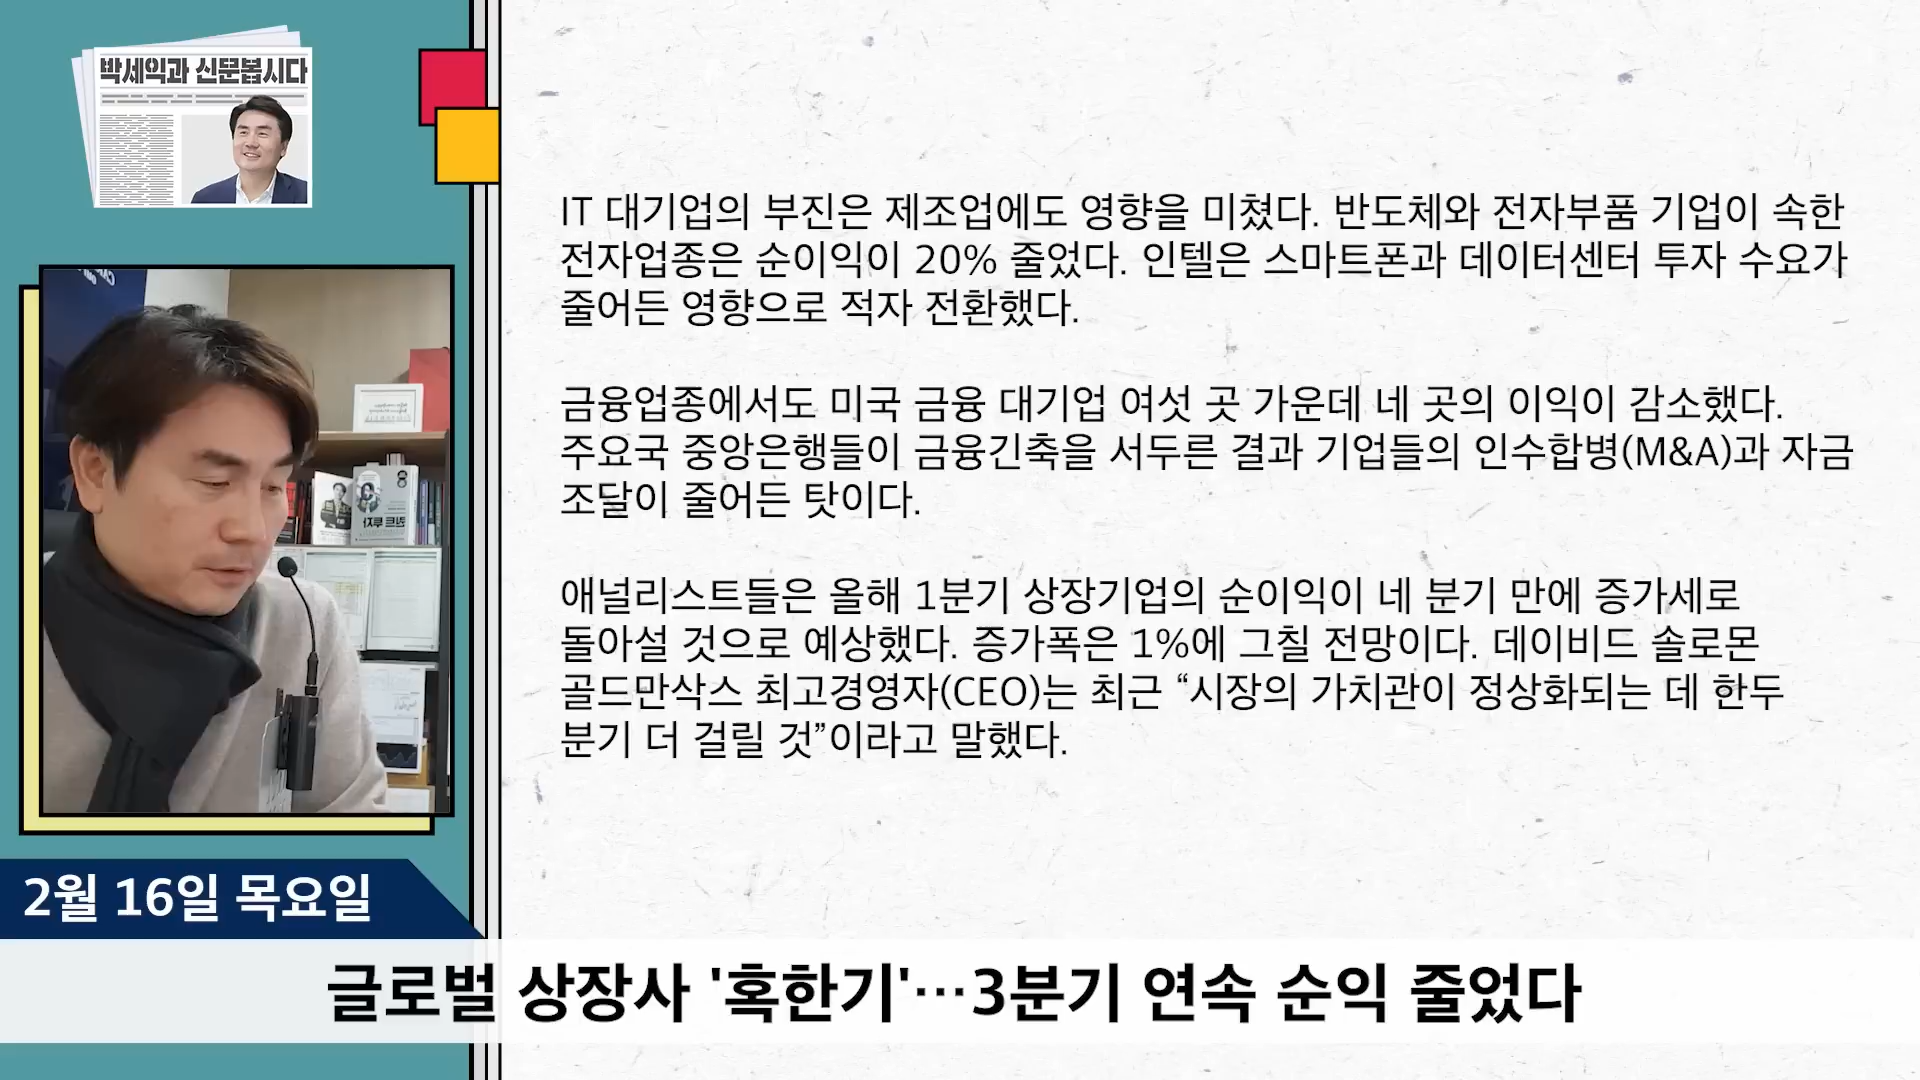 박세익과 신문봅시다
IT 대기업의 부진은 제조업에도 영향을 미쳤다. 반도체와 전자부품 기업이 속한
전자업종은 순이익이 20% 줄었다. 인텔은 스마트폰과 데이터센터 투자 수요가
줄어든 영향으로 적자 전환했다.
금융업종에서도 미국 금융 대기업 여섯 곳 가운데 네 곳의 이익이 감소했다.
주요국 중앙은행들이 금융긴축을 서두른 결과 기업들의 인수합병(M&A)과 자금
조달이 줄어든 탓이다.
애널리스트들은 올해 1분기 상장기업의 순이익이 네 분기 만에 증가세로
돌아설 것으로 예상했다. 증가폭은 1%에 그칠 전망이다. 데이비드 솔로몬
골드만삭스 최고경영자(CEO)는 최근 “시장의 가치관이 정상화되는 데 한두
분기 더 걸릴 것”이라고 말했다.
2월 16일 목요일
글로벌 상장사 '혹한기'…3분기 연속 순익 줄었다